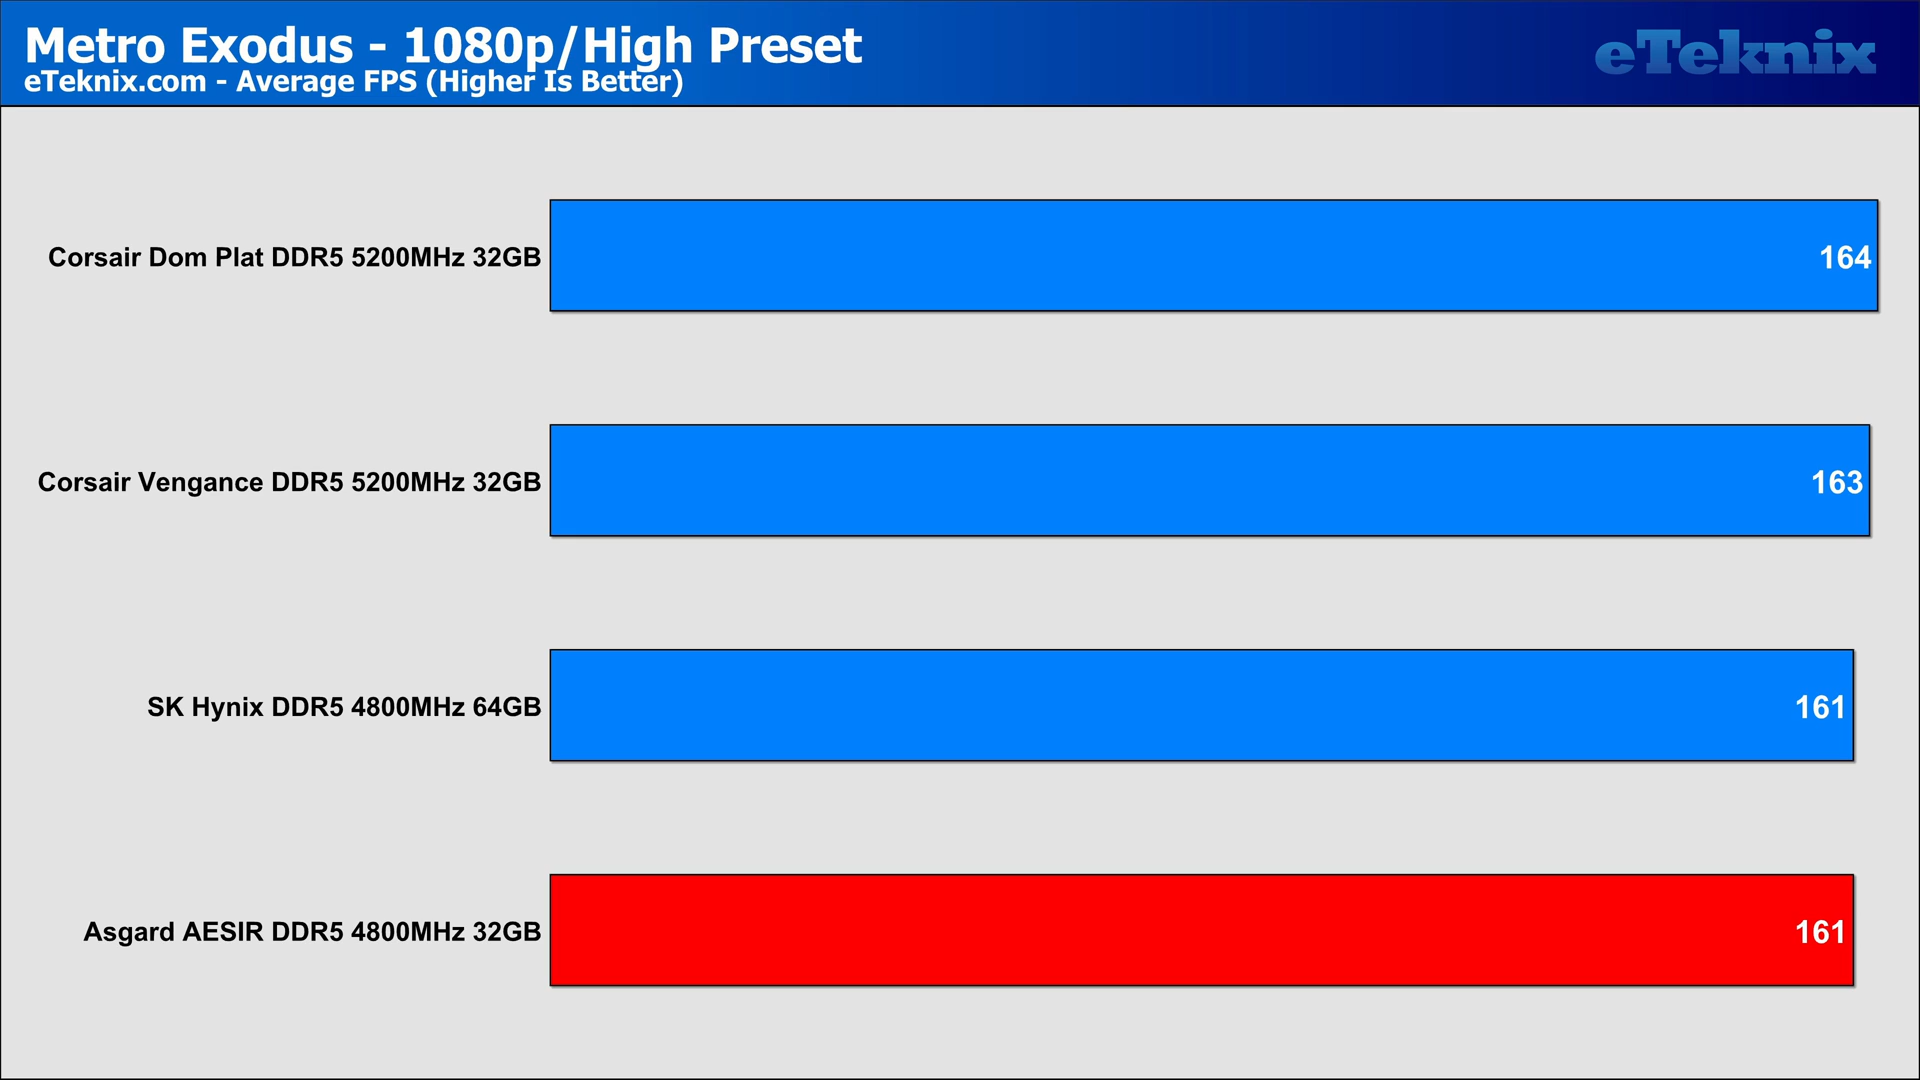 Metro Exodus - 1080p/High Preset
eTeknix.com - Average FPS (Higher Is Better)
eTeknix
Corsair Dom Plat DDR5 5200MHz 32GB 164
Corsair Vengance DDR5 5200MHz 32GB 163
SK Hynix DDR5 4800MHz 64GB 161
Asgard AESIR DDR5 4800MHz 32GB 161